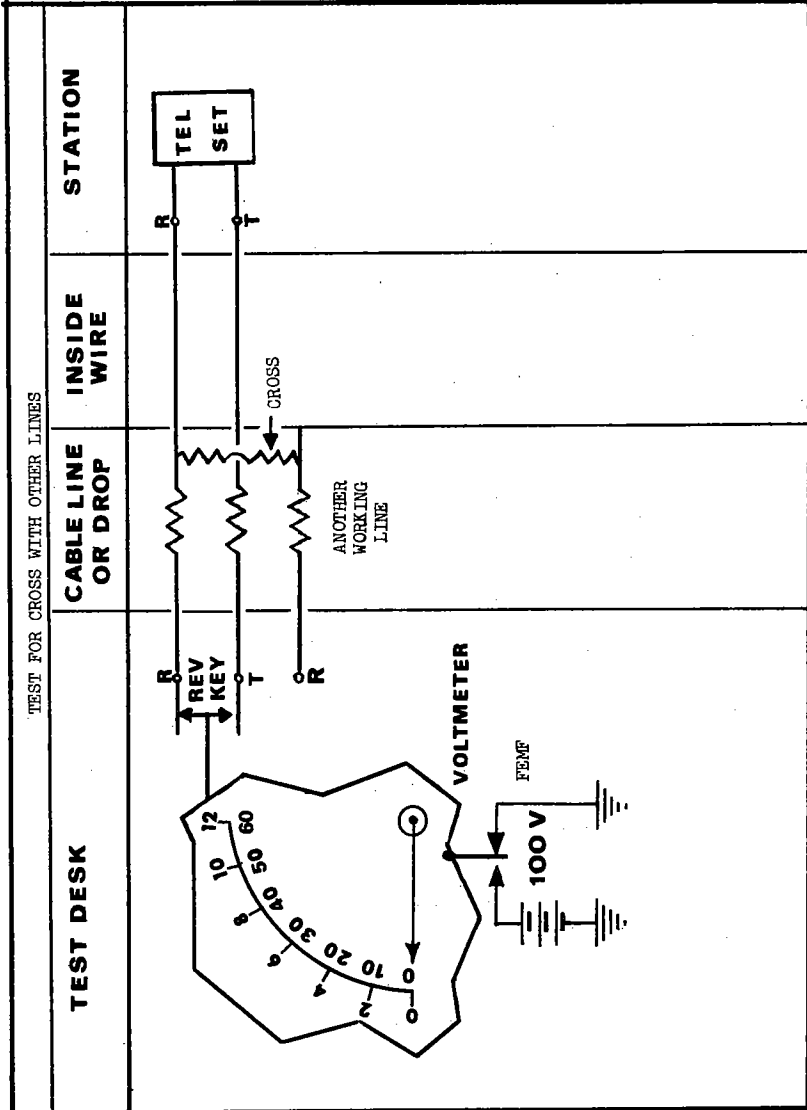 TEST FOR CROSS WITH OTHER LINES
TEST DESK
CABLE LINE
OR DROP
INSIDE
WIRE
STATION
12
60
10
50
8
40
6
30
4
20
2
10
0
0
R
REV
KEY
T
R
VOLTMETER
FEMF
100 V
ANOTHER
WORKING
LINE
CROSS
R
T
TEL
SET